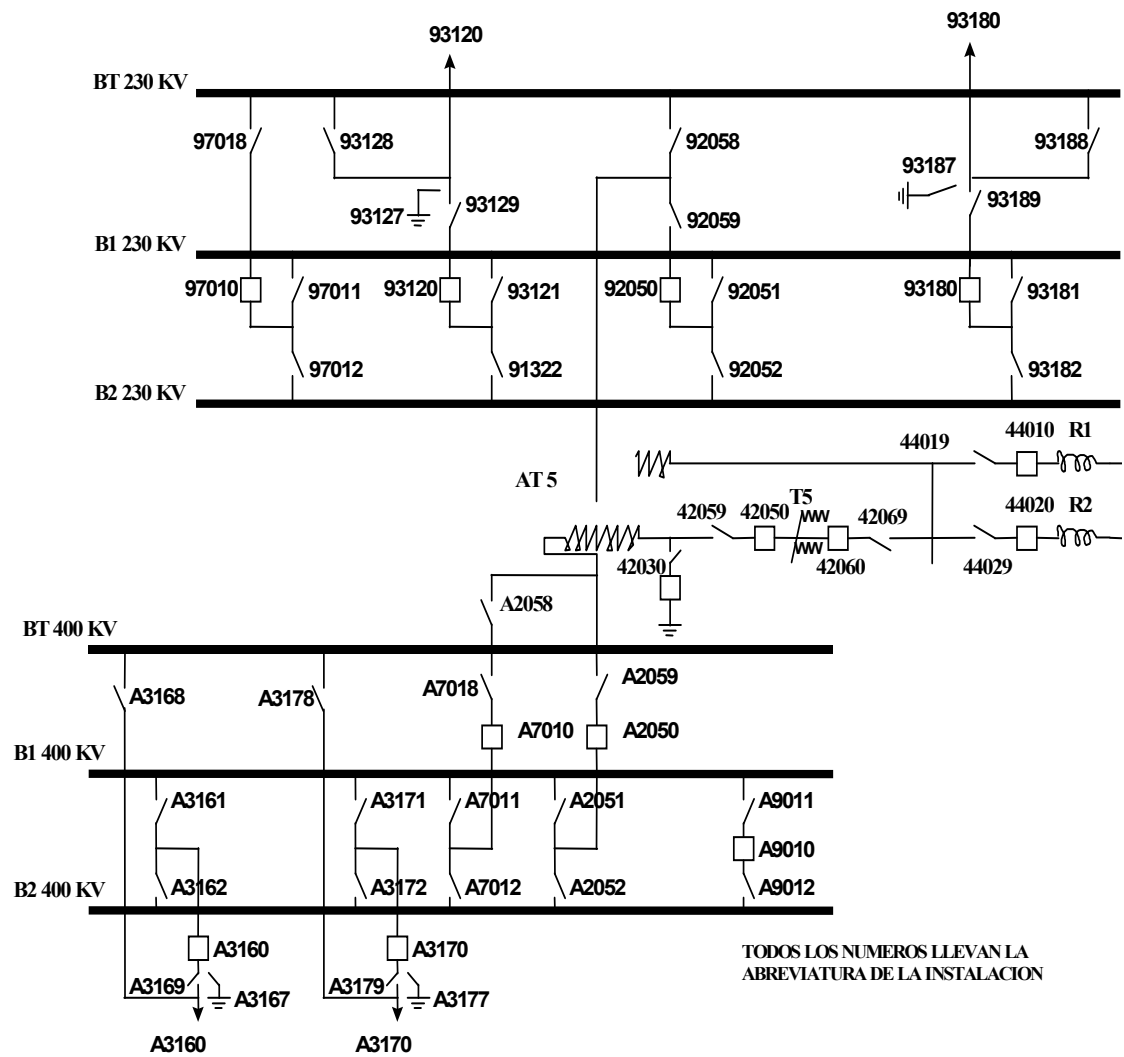 93120
93180
BT 230 KV
97018
93128
92058
93188
93187
93127
93129
92059
93189
B1 230 KV
97010
97011
93120
93121
92050
92051
93180
93181
97012
91322
92052
93182
B2 230 KV
44019
44010
R1
AT 5
42059
42050
T5
42069
44020
R2
42030
42060
44029
A2058
BT 400 KV
A3168
A3178
A7018
A2059
A7010
A2050
B1 400 KV
A3161
A3171
A7011
A2051
A9011
A9010
A3162
A3172
A7012
A2052
A9012
B2 400 KV
A3160
A3170
A3169
A3167
A3179
A3177
TODOS LOS NUMEROS LLEVAN LA
ABREVIATURA DE LA INSTALACION
A3160
A3170